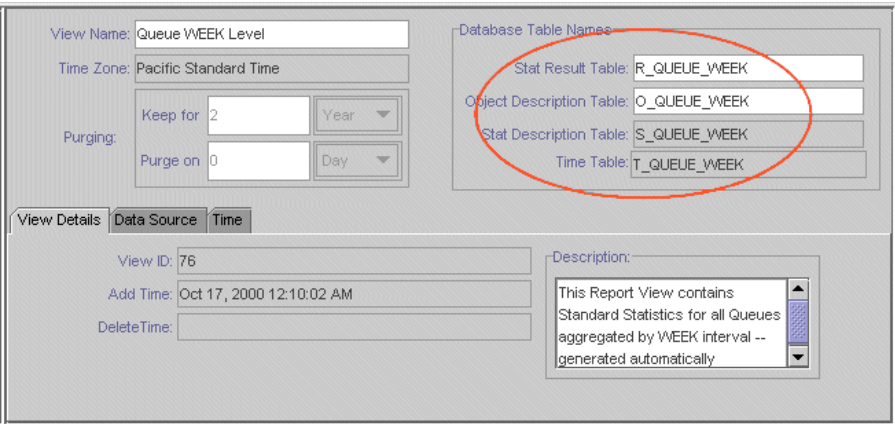 View Name: Queue WEEK Level
Time Zone: Pacific Standard Time
Purging:
Keep for 2 Year
Purge on 0 Day
Database Table Names
Stat Result Table: R_QUEUE_WEEK
Object Description Table: O_QUEUE_WEEK
Stat Description Table: S_QUEUE_WEEK
Time Table: T_QUEUE_WEEK
View Details Data Source Time
View ID: 76
Add Time: Oct 17, 2000 12:10:02 AM
DeleteTime:
Description:
This Report View contains
Standard Statistics for all Queues
aggregated by WEEK interval --
generated automatically